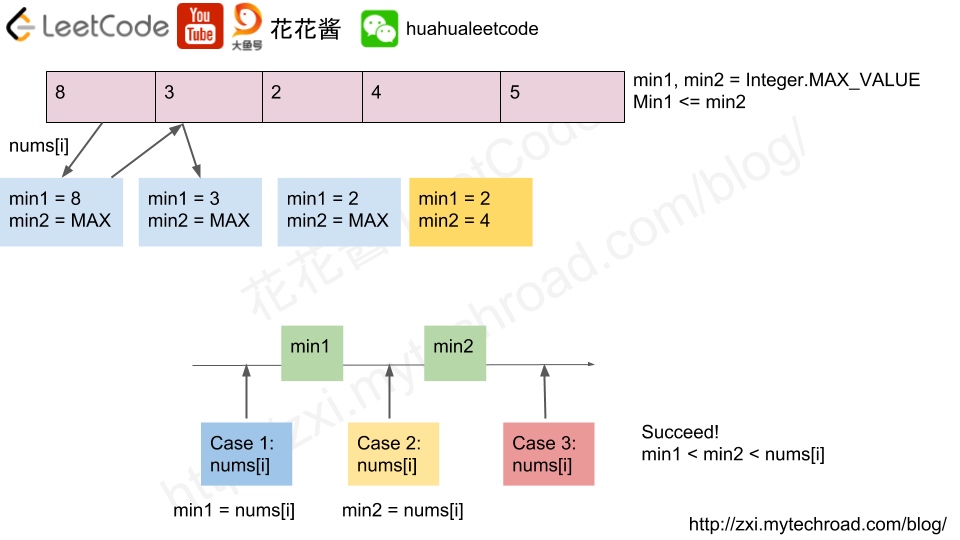 LeetCode
You
Tube
大鱼号
花花酱
huahualeetcode
8 3 2 4 5
min1, min2 = Integer.MAX_VALUE
Min1 <= min2
nums[i]
min1 = 8
min2 = MAX
min1 = 3
min2 = MAX
min1 = 2
min2 = MAX
min1 = 2
min2 = 4
花花酱 LeetCode
http://zxi.mytechroad.com/blog/
min1
min2
Case 1:
nums[i]
Case 2:
nums[i]
Case 3:
nums[i]
Succeed!
min1 < min2 < nums[i]
min1 = nums[i]
min2 = nums[i]
http://zxi.mytechroad.com/blog/